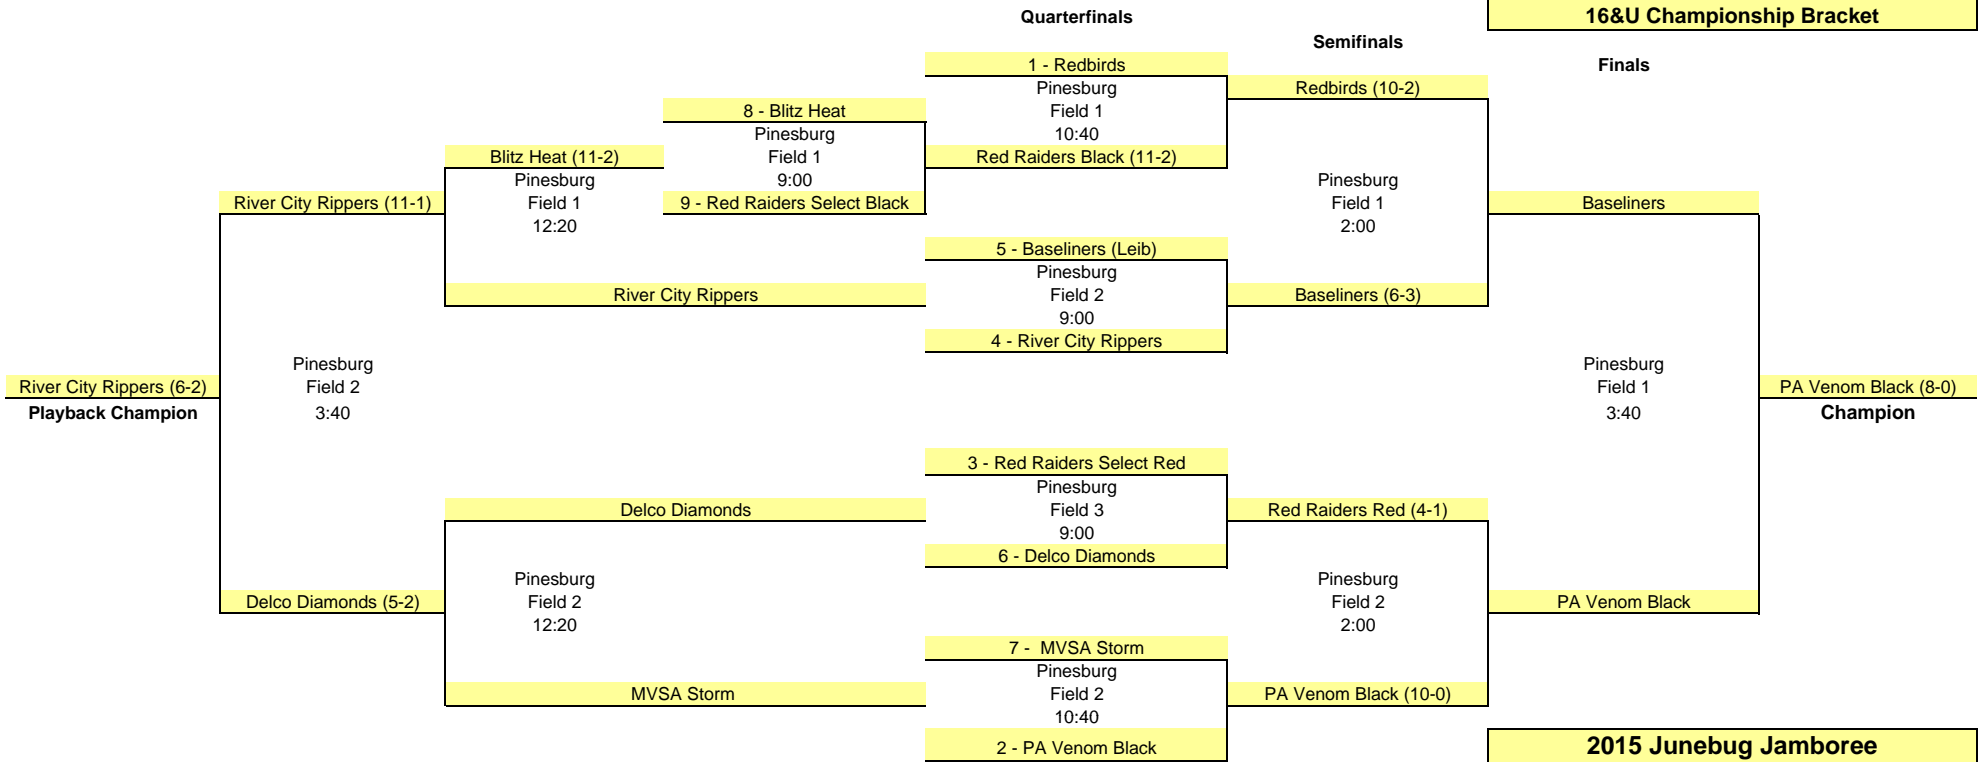 Quarterfinals
16&U Championship Bracket
Semifinals
Finals
1 - Redbirds
Pinesburg
Field 1
10:40
Redbirds (10-2)
8 - Blitz Heat
Pinesburg
Field 1
9:00
Blitz Heat (11-2)
Red Raiders Black (11-2)
Pinesburg
Field 1
12:20
9 - Red Raiders Select Black
River City Rippers (11-1)
Pinesburg
Field 1
2:00
Baseliners
5 - Baseliners (Leib)
Pinesburg
Field 2
9:00
River City Rippers
Baseliners (6-3)
4 - River City Rippers
Pinesburg
Field 2
3:40
River City Rippers (6-2)
Playback Champion
Pinesburg
Field 1
3:40
PA Venom Black (8-0)
Champion
3 - Red Raiders Select Red
Pinesburg
Field 3
9:00
Delco Diamonds
Red Raiders Red (4-1)
6 - Delco Diamonds
Pinesburg
Field 2
12:20
Delco Diamonds (5-2)
Pinesburg
Field 2
2:00
PA Venom Black
7 -  MVSA Storm
Pinesburg
Field 2
10:40
MVSA Storm
PA Venom Black (10-0)
2 - PA Venom Black
2015 Junebug Jamboree